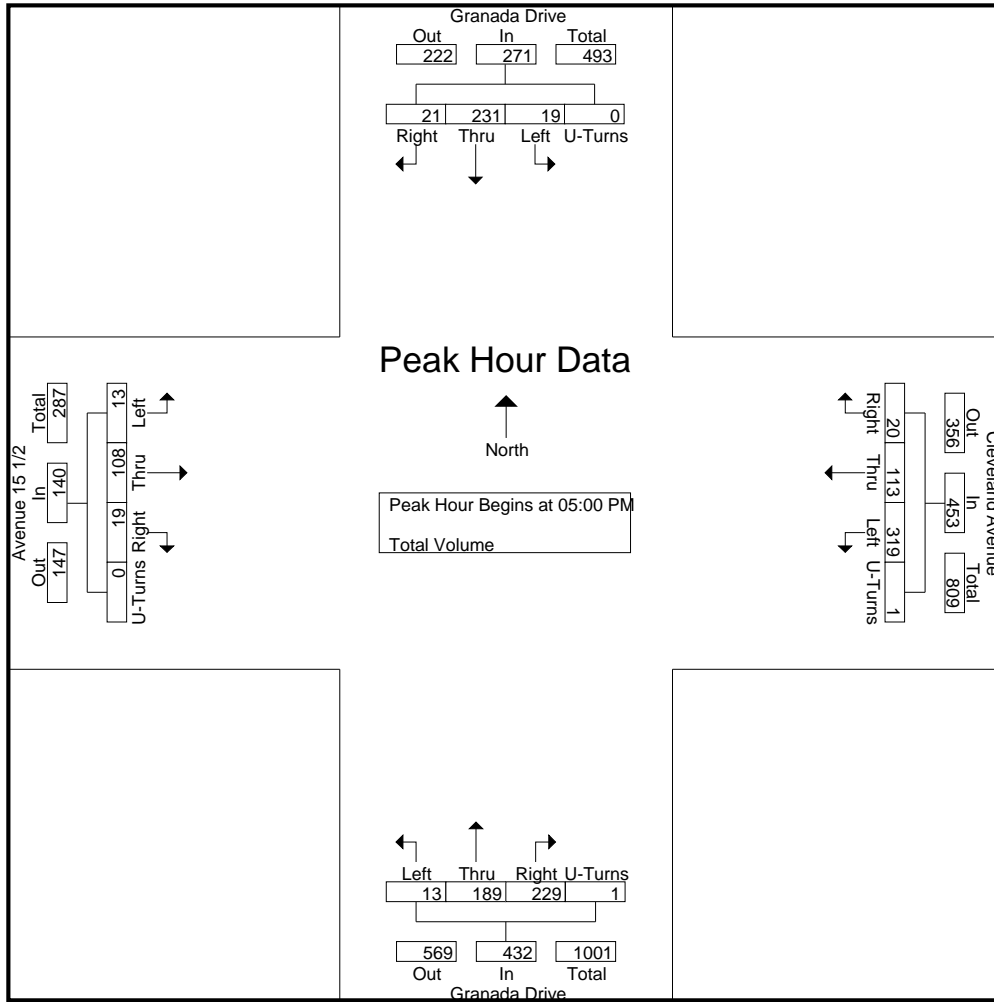 Granada Drive
Out In Total
222 271 493
21 231 19 0
Right Thru Left U-Turns
Peak Hour Data
North
Peak Hour Begins at 05:00 PM
Total Volume
Avenue 15 1/2
Out In Total
147 140 287
13 108 19 0
Left Thru Right U-Turns
Cleveland Avenue
Out In Total
356 453 809
20 113 319 1
Right Thru Left U-Turns
Left Thru Right U-Turns
13 189 229 1
569 432 1001
Out In Total
Granada Drive